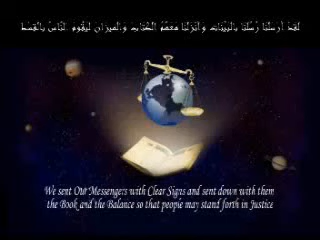 لقد أرسلنا رسلنا بالبينات وأنزلنا معهم الكتاب والميزان ليقوم الناس بالقسط
We sent Our Messengers with Clear Signs and sent down with them
the Book and the Balance so that people may stand forth in Justice